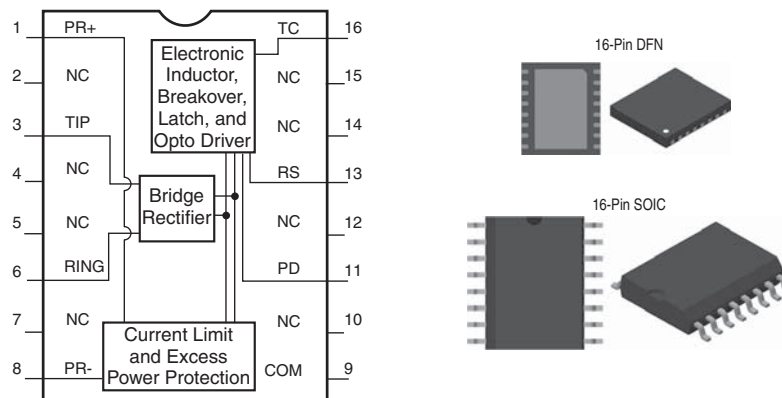 1 PR+ TC 16
Electronic
Inductor,
Breakover,
Latch, and
Opto Driver
2 NC NC 15
3 TIP NC 14
4 NC RS 13
Bridge
Rectifier
5 NC NC 12
6 RING PD 11
7 NC NC 10
Current Limit
and Excess
Power Protection
8 PR- COM 9
16-Pin DFN
16-Pin SOIC